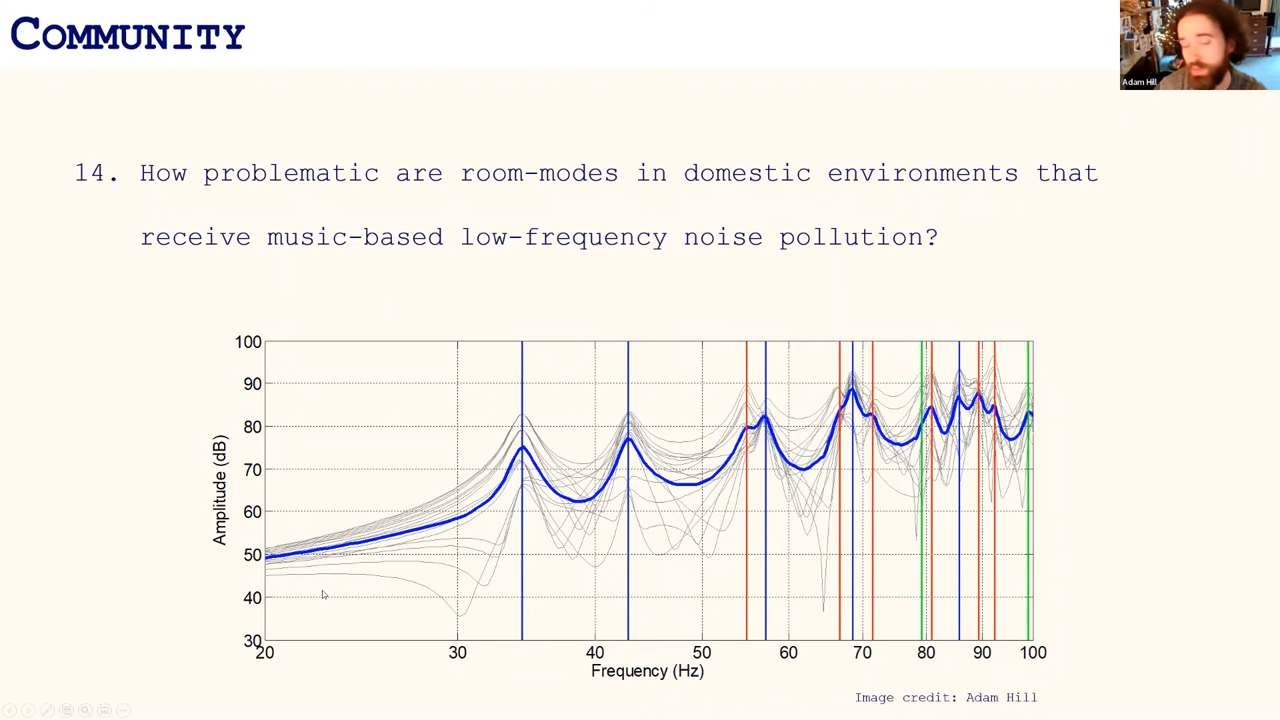 COMMUNITY
Adam Hill
14. How problematic are room-modes in domestic environments that
receive music-based low-frequency noise pollution?
100
90
80
70
60
50
40
30
Amplitude (dB)
20 30 40 50 60 70 80 90 100
Frequency (Hz)
Image credit: Adam Hill